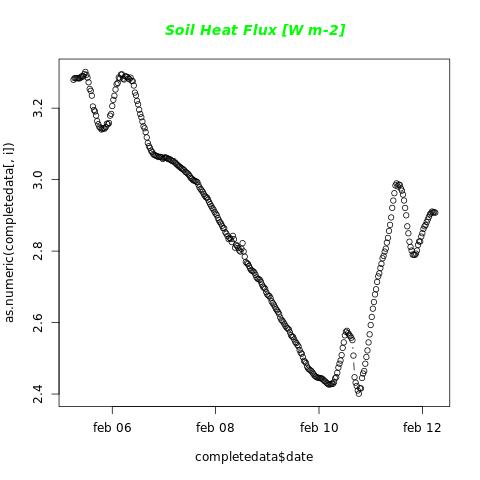 Soil Heat Flux [W m-2]
as.numeric(completedata[, i])
3.2
3.0
2.8
2.6
2.4
feb 06
feb 08
feb 10
feb 12
completedata$date